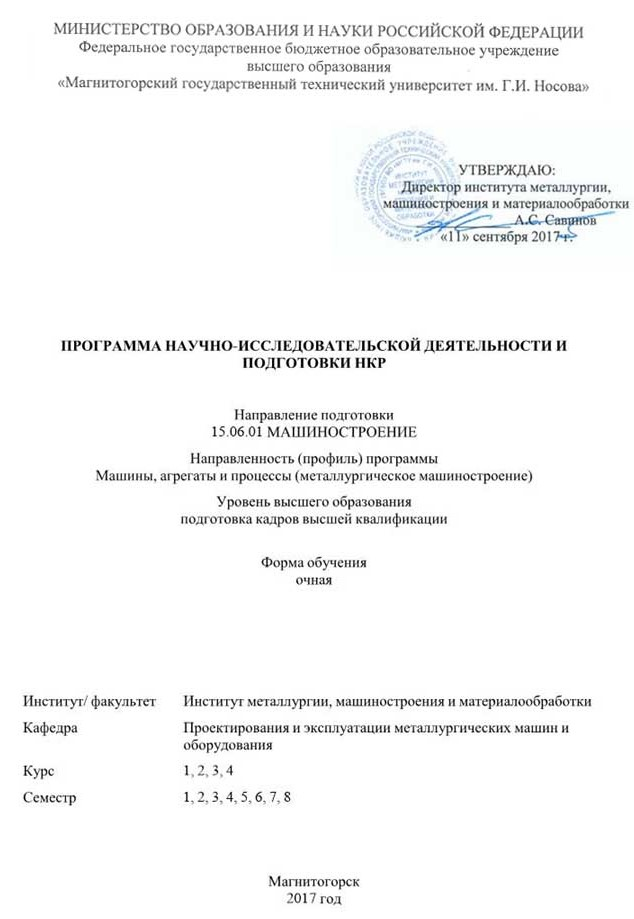 МИНИСТЕРСТВО ОБРАЗОВАНИЯ И НАУКИ РОССИЙСКОЙ ФЕДЕРАЦИИ
Федеральное государственное бюджетное образовательное учреждение
высшего образования
«Магнитогорский государственный технический университет им. Г.И. Носова»
УТВЕРЖДАЮ:
Директор института металлургии,
машиностроения и материалообработки
А.С. Савинов
«11» сентября 2017 г.
ПРОГРАММА НАУЧНО-ИССЛЕДОВАТЕЛЬСКОЙ ДЕЯТЕЛЬНОСТИ И
ПОДГОТОВКИ НКР
Направление подготовки
15.06.01 МАШИНОСТРОЕНИЕ
Направленность (профиль) программы
Машины, агрегаты и процессы (металлургическое машиностроение)
Уровень высшего образования
подготовка кадров высшей квалификации
Форма обучения
очная
Институт/ факультет Институт металлургии, машиностроения и материалообработки
Кафедра Проектирования и эксплуатации металлургических машин и
оборудования
Курс 1, 2, 3, 4
Семестр 1, 2, 3, 4, 5, 6, 7, 8
Магнитогорск
2017 год